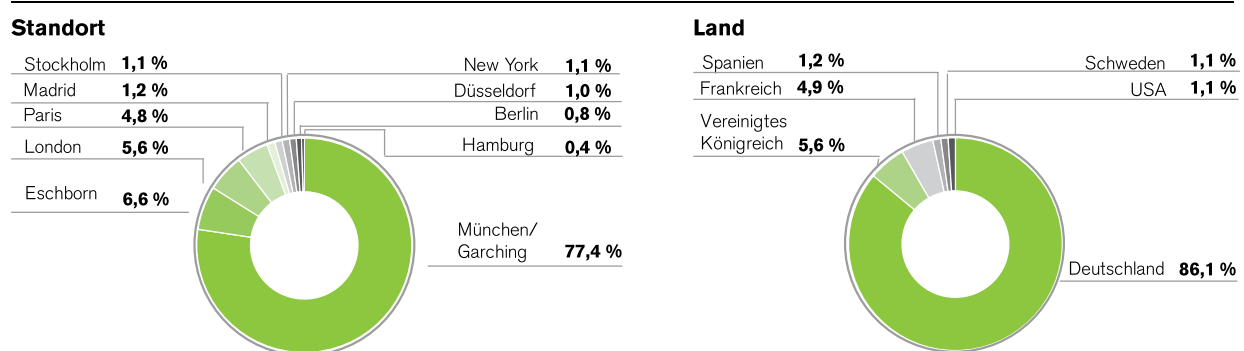 Standort
Stockholm 1,1 %
Madrid 1,2 %
Paris 4,8 %
London 5,6 %
Eschborn 6,6 %
New York 1,1 %
Düsseldorf 1,0 %
Berlin 0,8 %
Hamburg 0,4 %
München/
Garching 77,4 %
Land
Spanien 1,2 %
Frankreich 4,9 %
Vereinigtes
Königreich 5,6 %
Schweden 1,1 %
USA 1,1 %
Deutschland 86,1 %